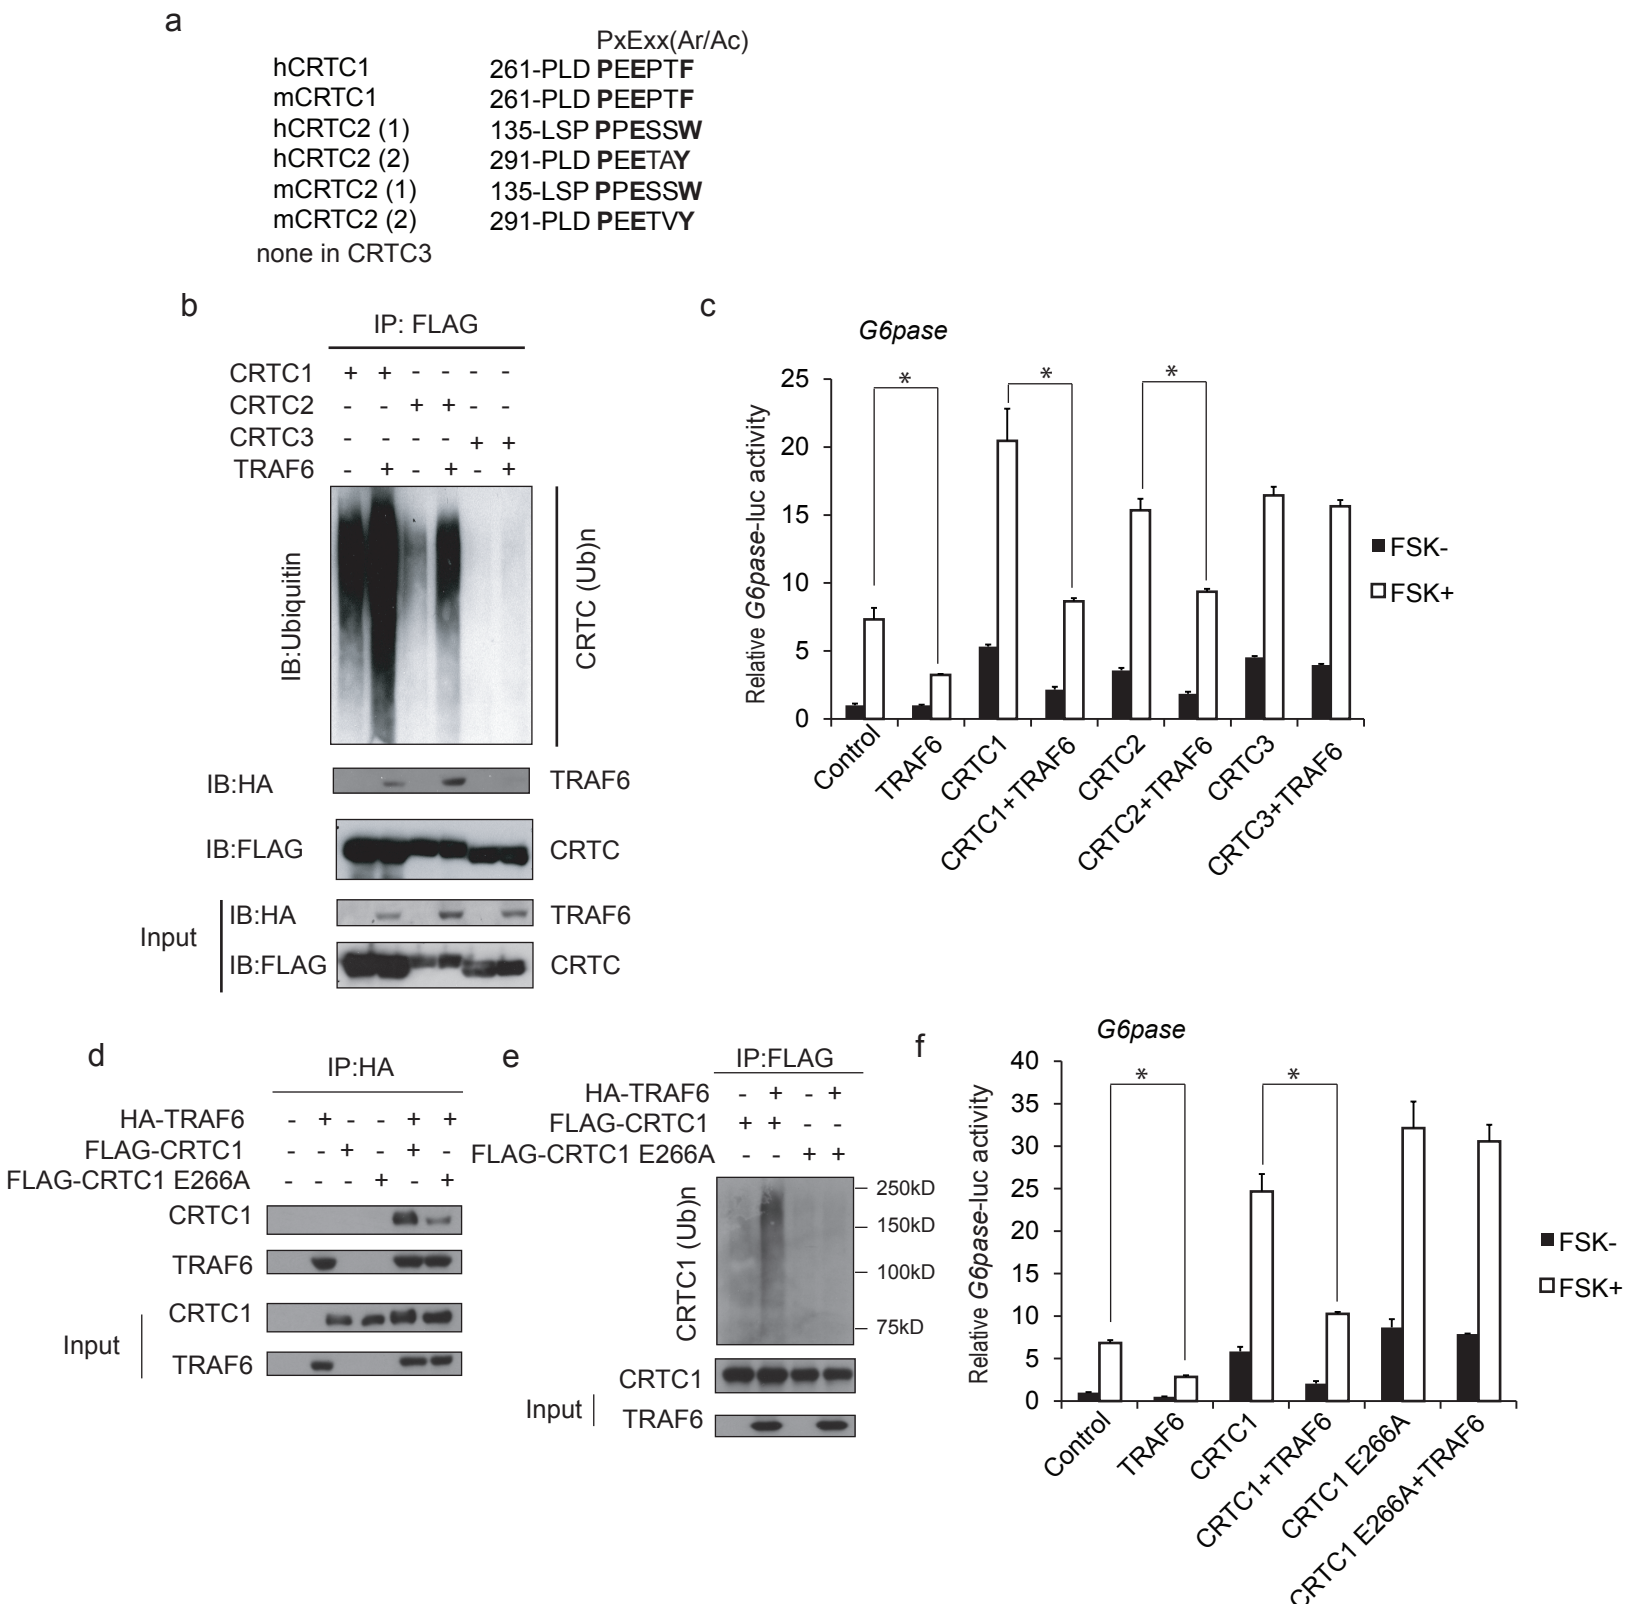 a
PxExx(Ar/Ac)
hCRTC1 261-PLD PEEPTF
mCRTC1 261-PLD PEEPTF
hCRTC2 (1) 135-LSP PPESSW
hCRTC2 (2) 291-PLD PEETAY
mCRTC2 (1) 135-LSP PPESSW
mCRTC2 (2) 291-PLD PEETVY
none in CRTC3
b
IP: FLAG
CRTC1 + + - - - -
CRTC2 - - + + - -
CRTC3 - - - - + +
TRAF6 - + - + - +
IB:Ubiquitin
CRTC (Ub)n
IB:HA TRAF6
IB:FLAG CRTC
Input
IB:HA TRAF6
IB:FLAG CRTC
c
G6pase
Relative G6pase-luc activity
25
20
15
10
5
0
* * *
FSK-
FSK+
Control
TRAF6
CRTC1
CRTC1+TRAF6
CRTC2
CRTC2+TRAF6
CRTC3
CRTC3+TRAF6
d
IP:HA
HA-TRAF6 - + - - + +
FLAG-CRTC1 - - + - + -
FLAG-CRTC1 E266A - - - + - +
CRTC1
TRAF6
Input
CRTC1
TRAF6
e
IP:FLAG
HA-TRAF6 - + - +
FLAG-CRTC1 + + - -
FLAG-CRTC1 E266A - - + +
CRTC1 (Ub)n
250kD
150kD
100kD
75kD
CRTC1
Input
TRAF6
f
G6pase
Relative G6pase-luc activity
40
35
30
25
20
15
10
5
0
* *
FSK-
FSK+
Control
TRAF6
CRTC1
CRTC1+TRAF6
CRTC1 E266A
CRTC1 E266A+TRAF6